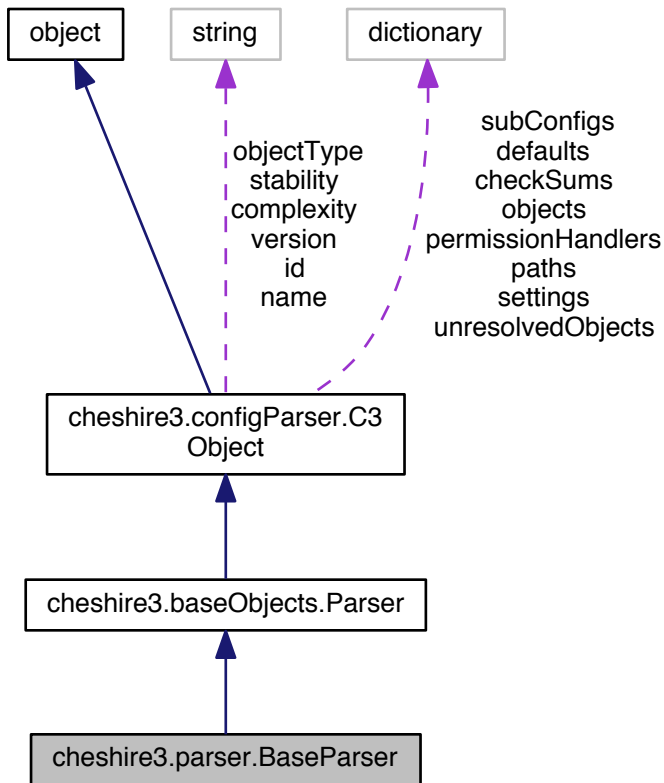 object
string
dictionary
objectType
stability
complexity
version
id
name
subConfigs
defaults
checkSums
objects
permissionHandlers
paths
settings
unresolvedObjects
cheshire3.configParser.C3
Object
cheshire3.baseObjects.Parser
cheshire3.parser.BaseParser